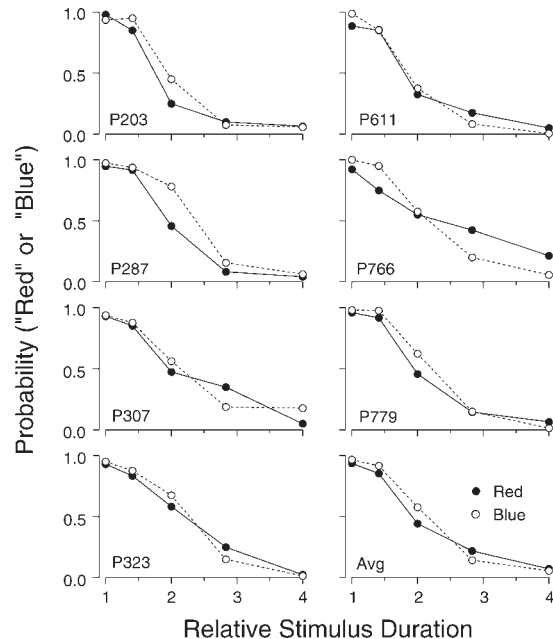 1.0
0.5
0.0
P203
P611
1.0
0.5
0.0
P287
P766
1.0
0.5
0.0
P307
P779
1.0
0.5
0.0
P323
Avg
Red
Blue
1 2 3 4 1 2 3 4
Probability ("Red" or "Blue")
Relative Stimulus Duration